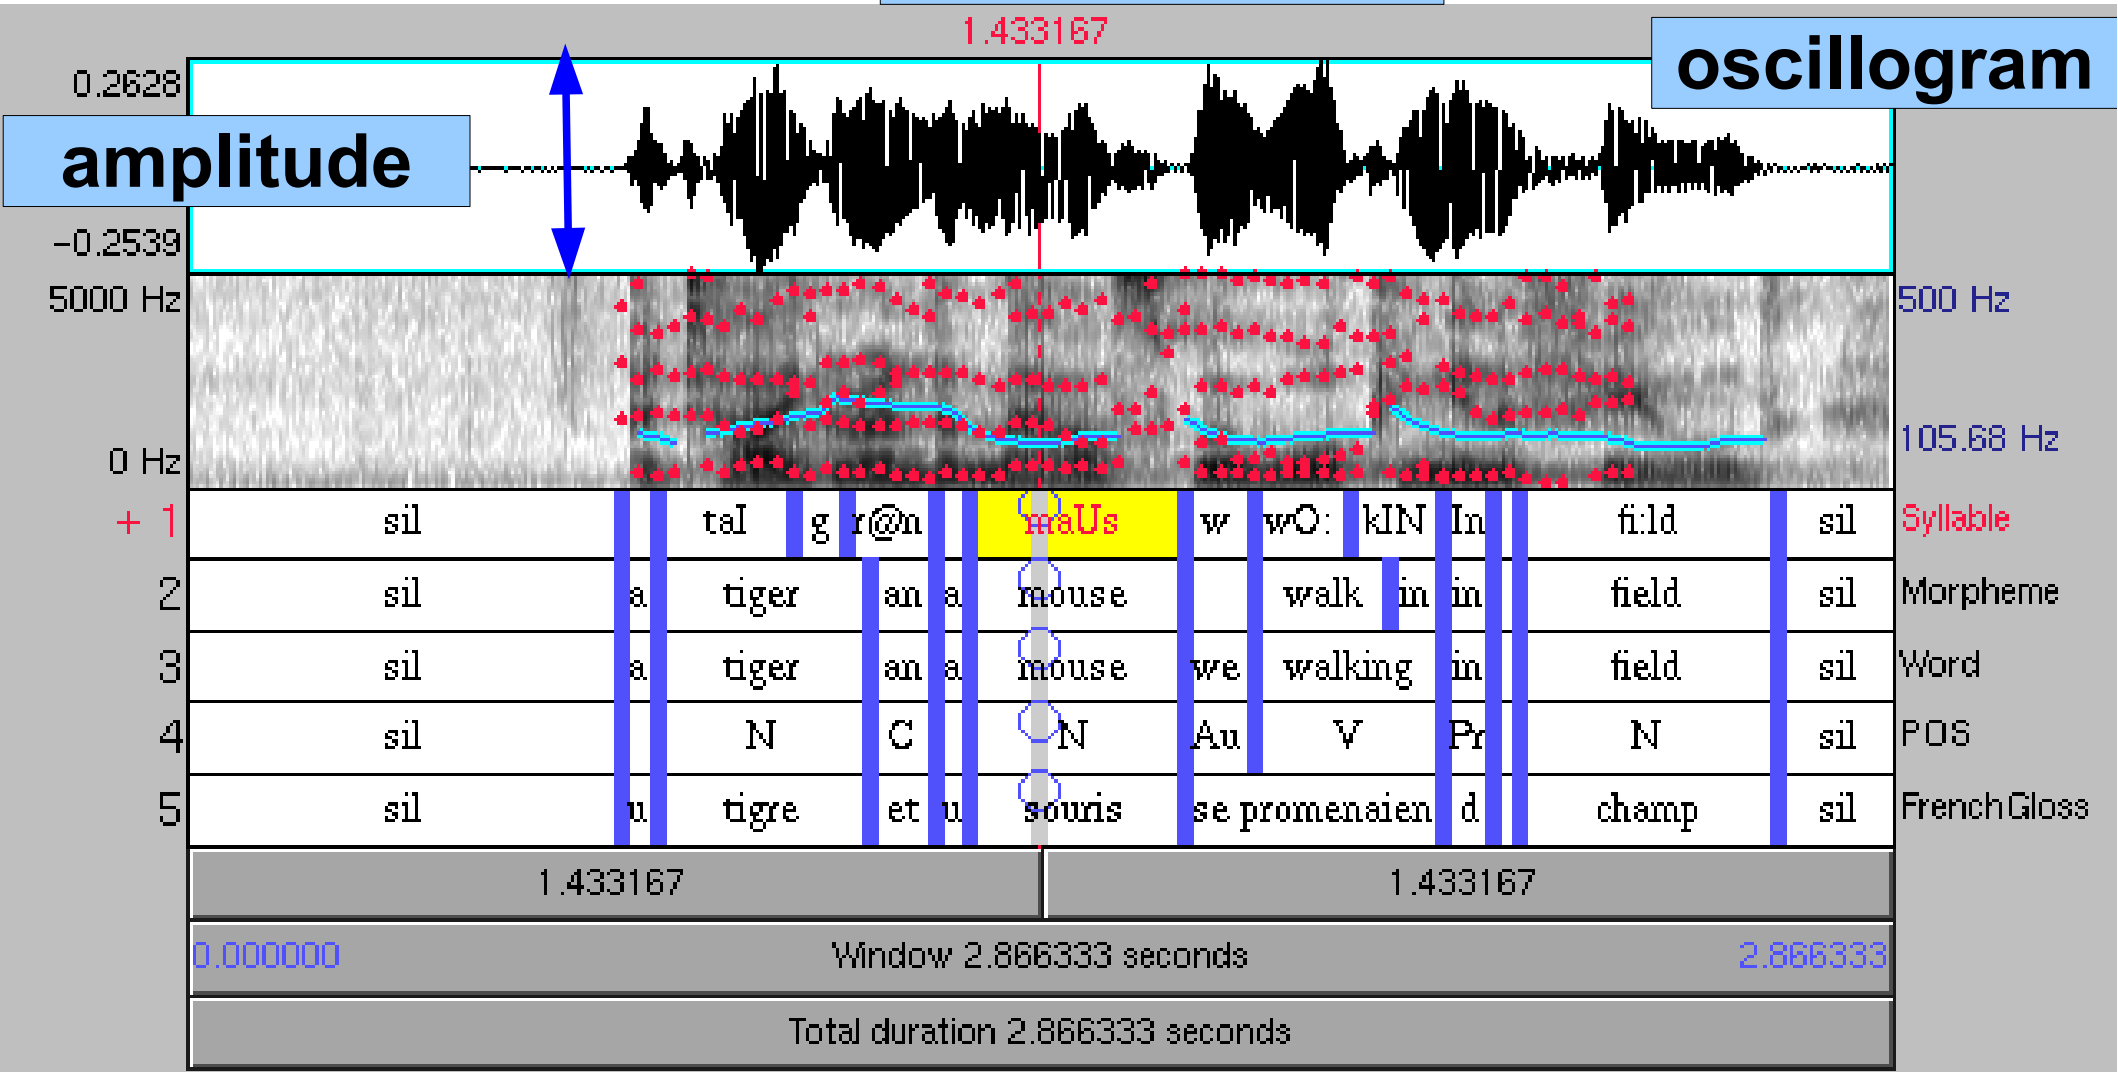 1.433167
oscillogram
0.2628
amplitude
-0.2539
5000 Hz
500 Hz
0 Hz
105.68 Hz
+ 1 sil taI g r@n maUs w wO: kIN In fi:ld sil Syllable
2 sil a tiger an a mouse walk in in field sil Morpheme
3 sil a tiger an a mouse we walking in field sil Word
4 sil N C N Au V Pr N sil POS
5 sil u tigre et u souris se promenaien d champ sil FrenchGloss
1.433167 1.433167
0.000000 Window 2.866333 seconds 2.866333
Total duration 2.866333 seconds